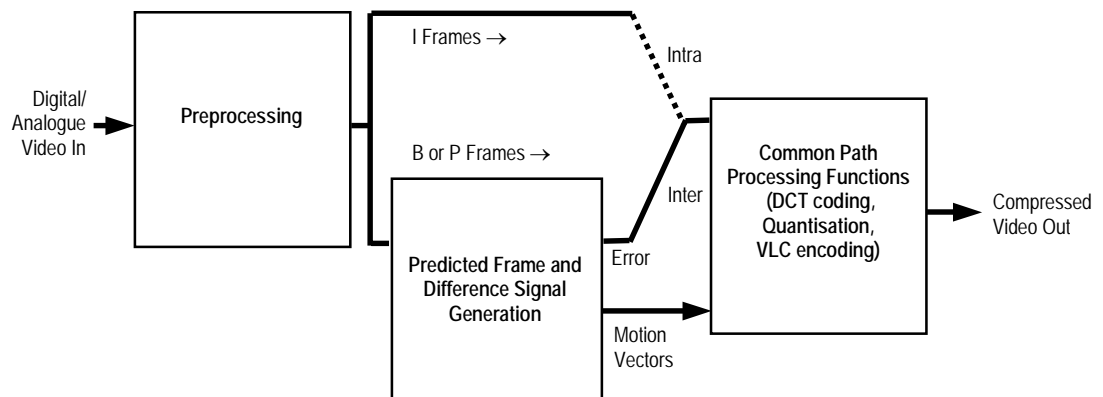 Digital/
Analogue
Video In
Preprocessing
I Frames →
Intra
B or P Frames →
Inter
Predicted Frame and
Difference Signal
Generation
Error
Motion
Vectors
Common Path
Processing Functions
(DCT coding,
Quantisation,
VLC encoding)
Compressed
Video Out